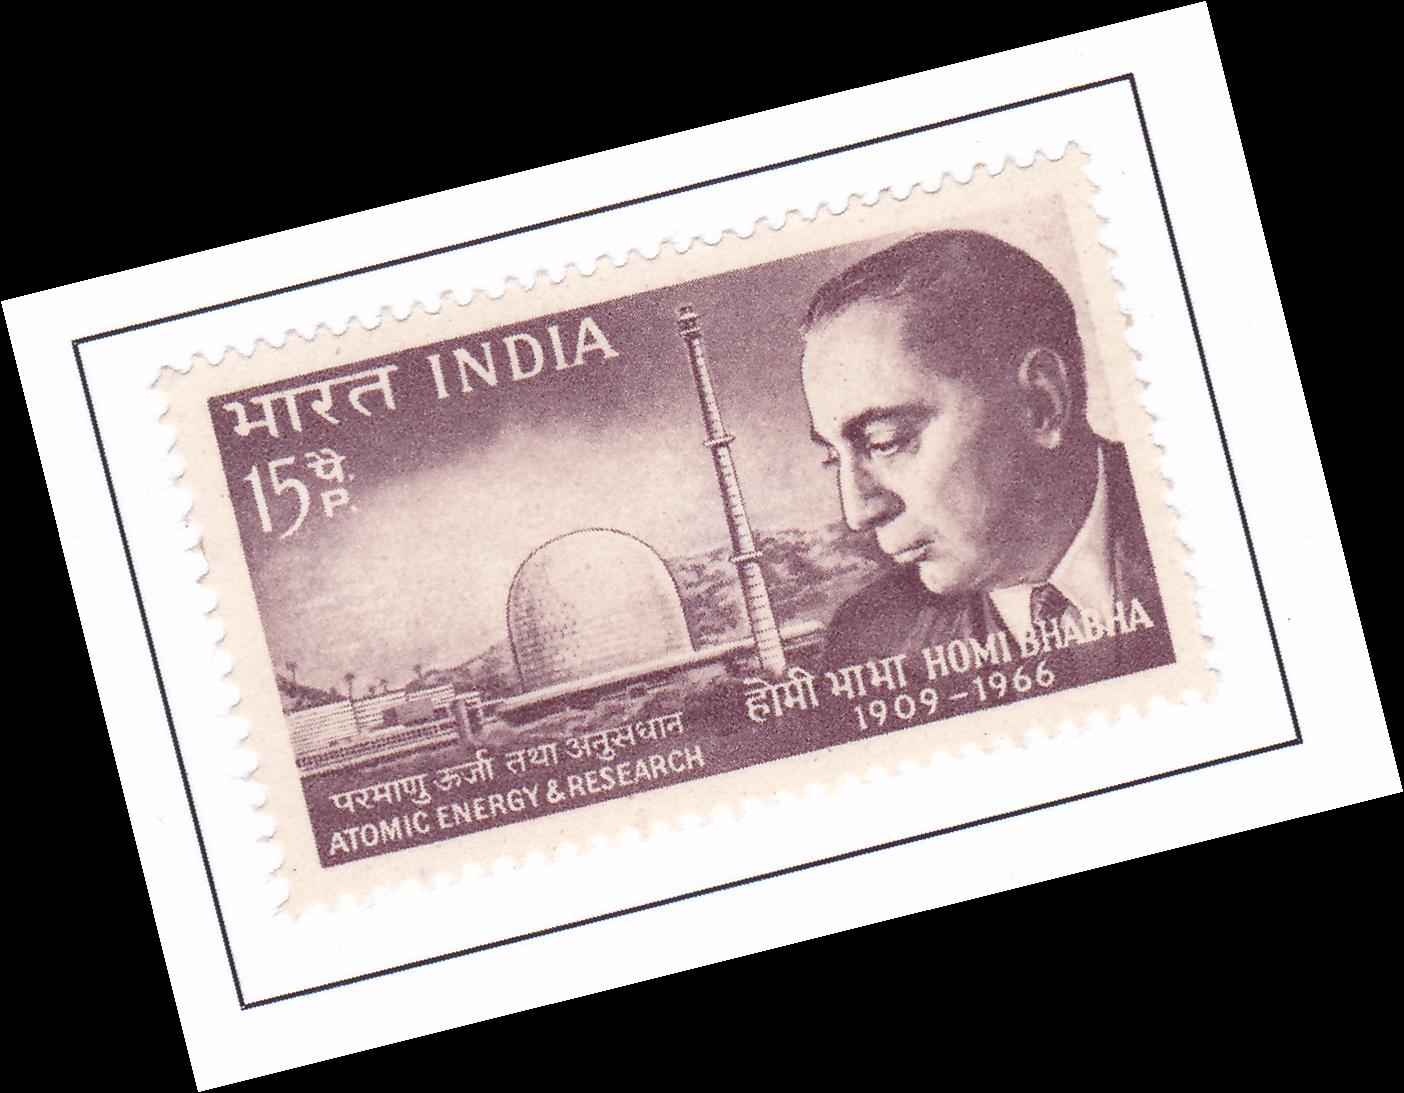 भारत INDIA
15 पै.
P.
होमी भाभा HOMI BHABHA
1909-1966
परमाणु ऊर्जा तथा अनुसंधान
ATOMIC ENERGY & RESEARCH